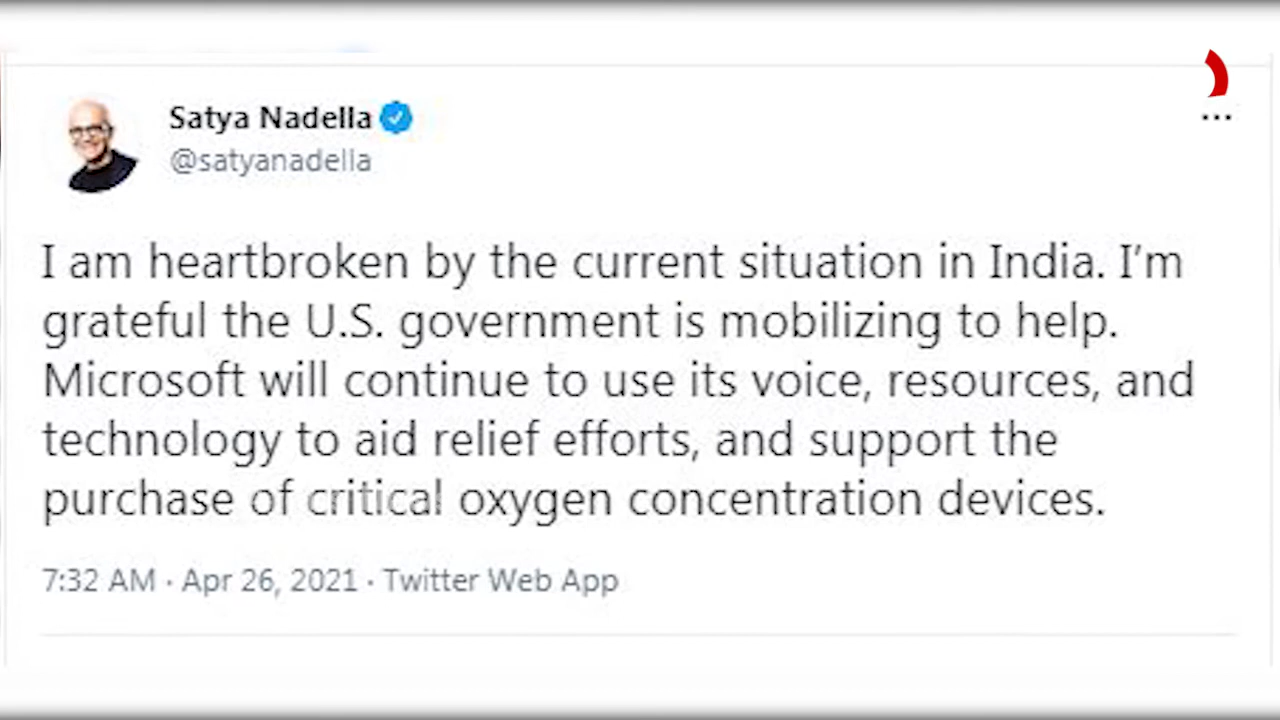 Satya Nadella
@satyanadella
...
I am heartbroken by the current situation in India. I’m
grateful the U.S. government is mobilizing to help.
Microsoft will continue to use its voice, resources, and
technology to aid relief efforts, and support the
purchase of critical oxygen concentration devices.
7:32 AM · Apr 26, 2021 · Twitter Web App